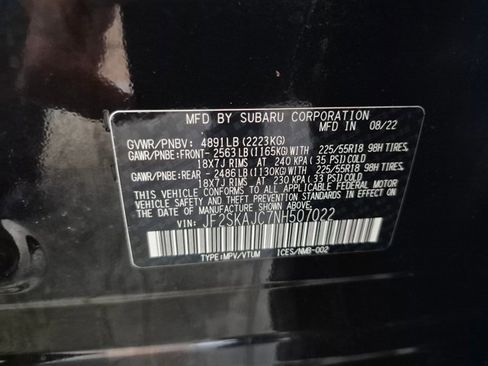 MFD BY SUBARU CORPORATION
MFD IN 08/22
GVWR/PNBV: 4891LB (2223KG)
GAWR/PNBE:FRONT- 2563LB(1165KG)WITH 225/55R18 98H TIRES,
18X7J RIMS AT 240 KPA(35 PSI)COLD
GAWR/PNBE:REAR - 2486LB(1130KG)WITH 225/55R18 98H TIRES,
18X7J RIMS AT 230 KPA(33 PSI)COLD
THIS VEHICLE CONFORMS TO ALL APPLICABLE FEDERAL MOTOR
VEHICLE SAFETY, BUMPER, AND THEFT PREVENTION STANDARDS IN EFFECT
ON THE DATE OF MANUFACTURE SHOWN ABOVE.
VIN: JF2SKAJC7NH507022
TYPE:MPV/VTUM ICES/NMB-002